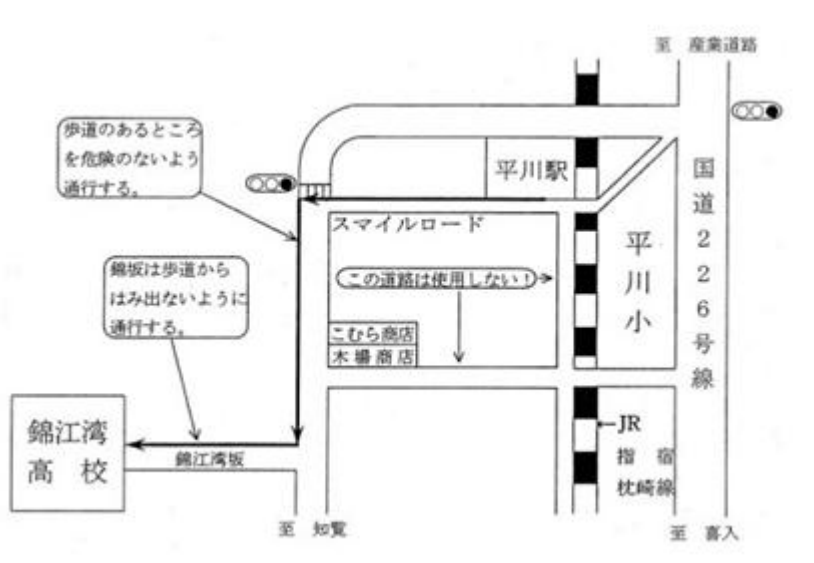 至 産業道路
歩道のあるところ
を危険のないよう
通行する。
平川駅
国道226号線
スマイルロード
平川小
錦坂は歩道から
はみ出ないように
通行する。
この道路は使用しない!
こむら商店
木場商店
錦江湾
高校
錦江湾坂
JR
指宿
枕崎線
至 知覧
至 喜入